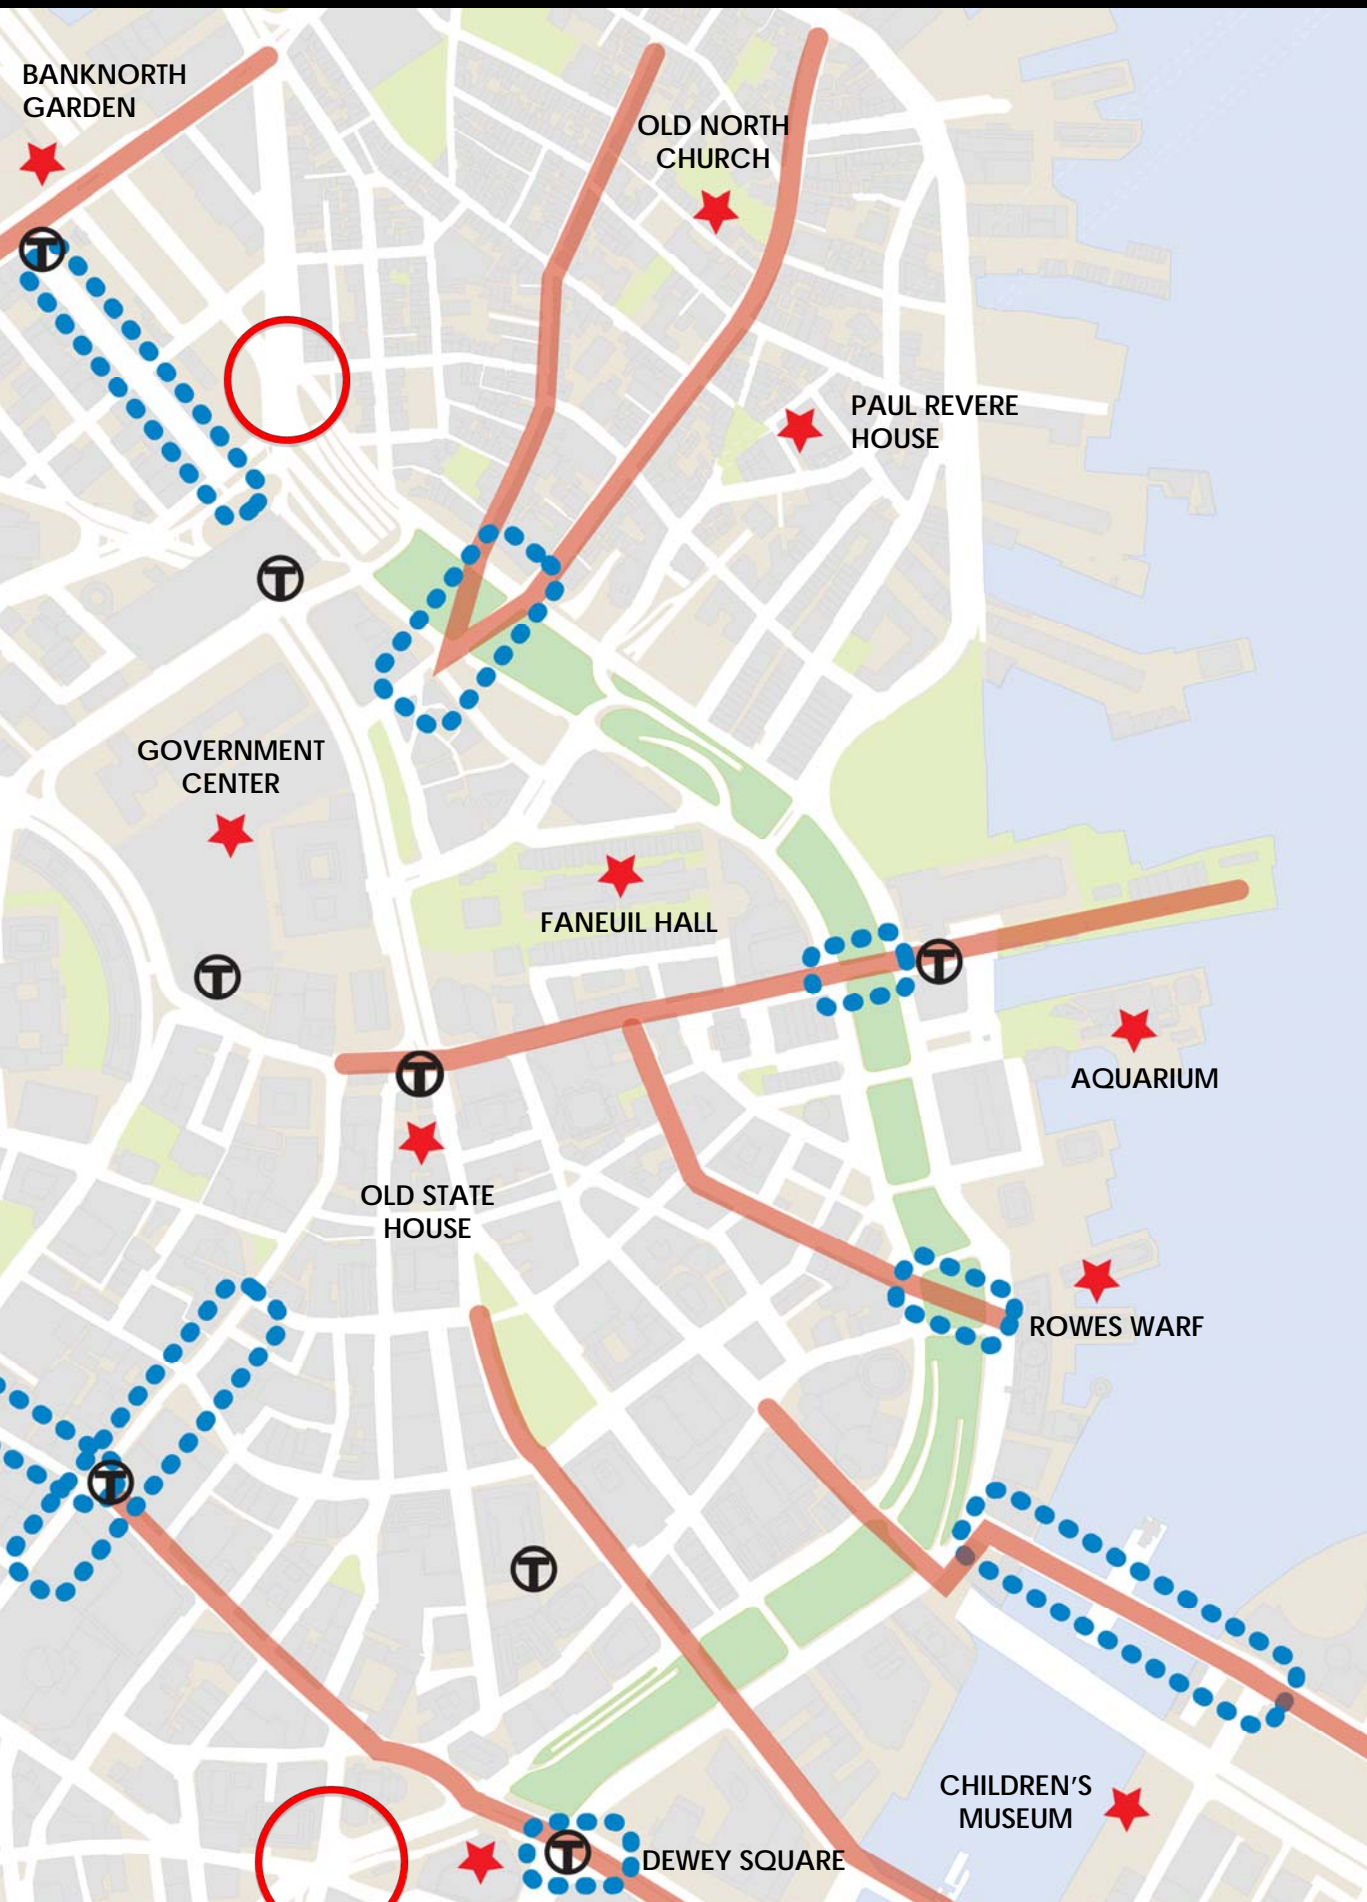 BANKNORTH
GARDEN
OLD NORTH
CHURCH
T
PAUL REVERE
HOUSE
T
GOVERNMENT
CENTER
FANEUIL HALL
T
T
T
AQUARIUM
OLD STATE
HOUSE
ROWES WARF
T
T
CHILDREN'S
MUSEUM
T
DEWEY SQUARE